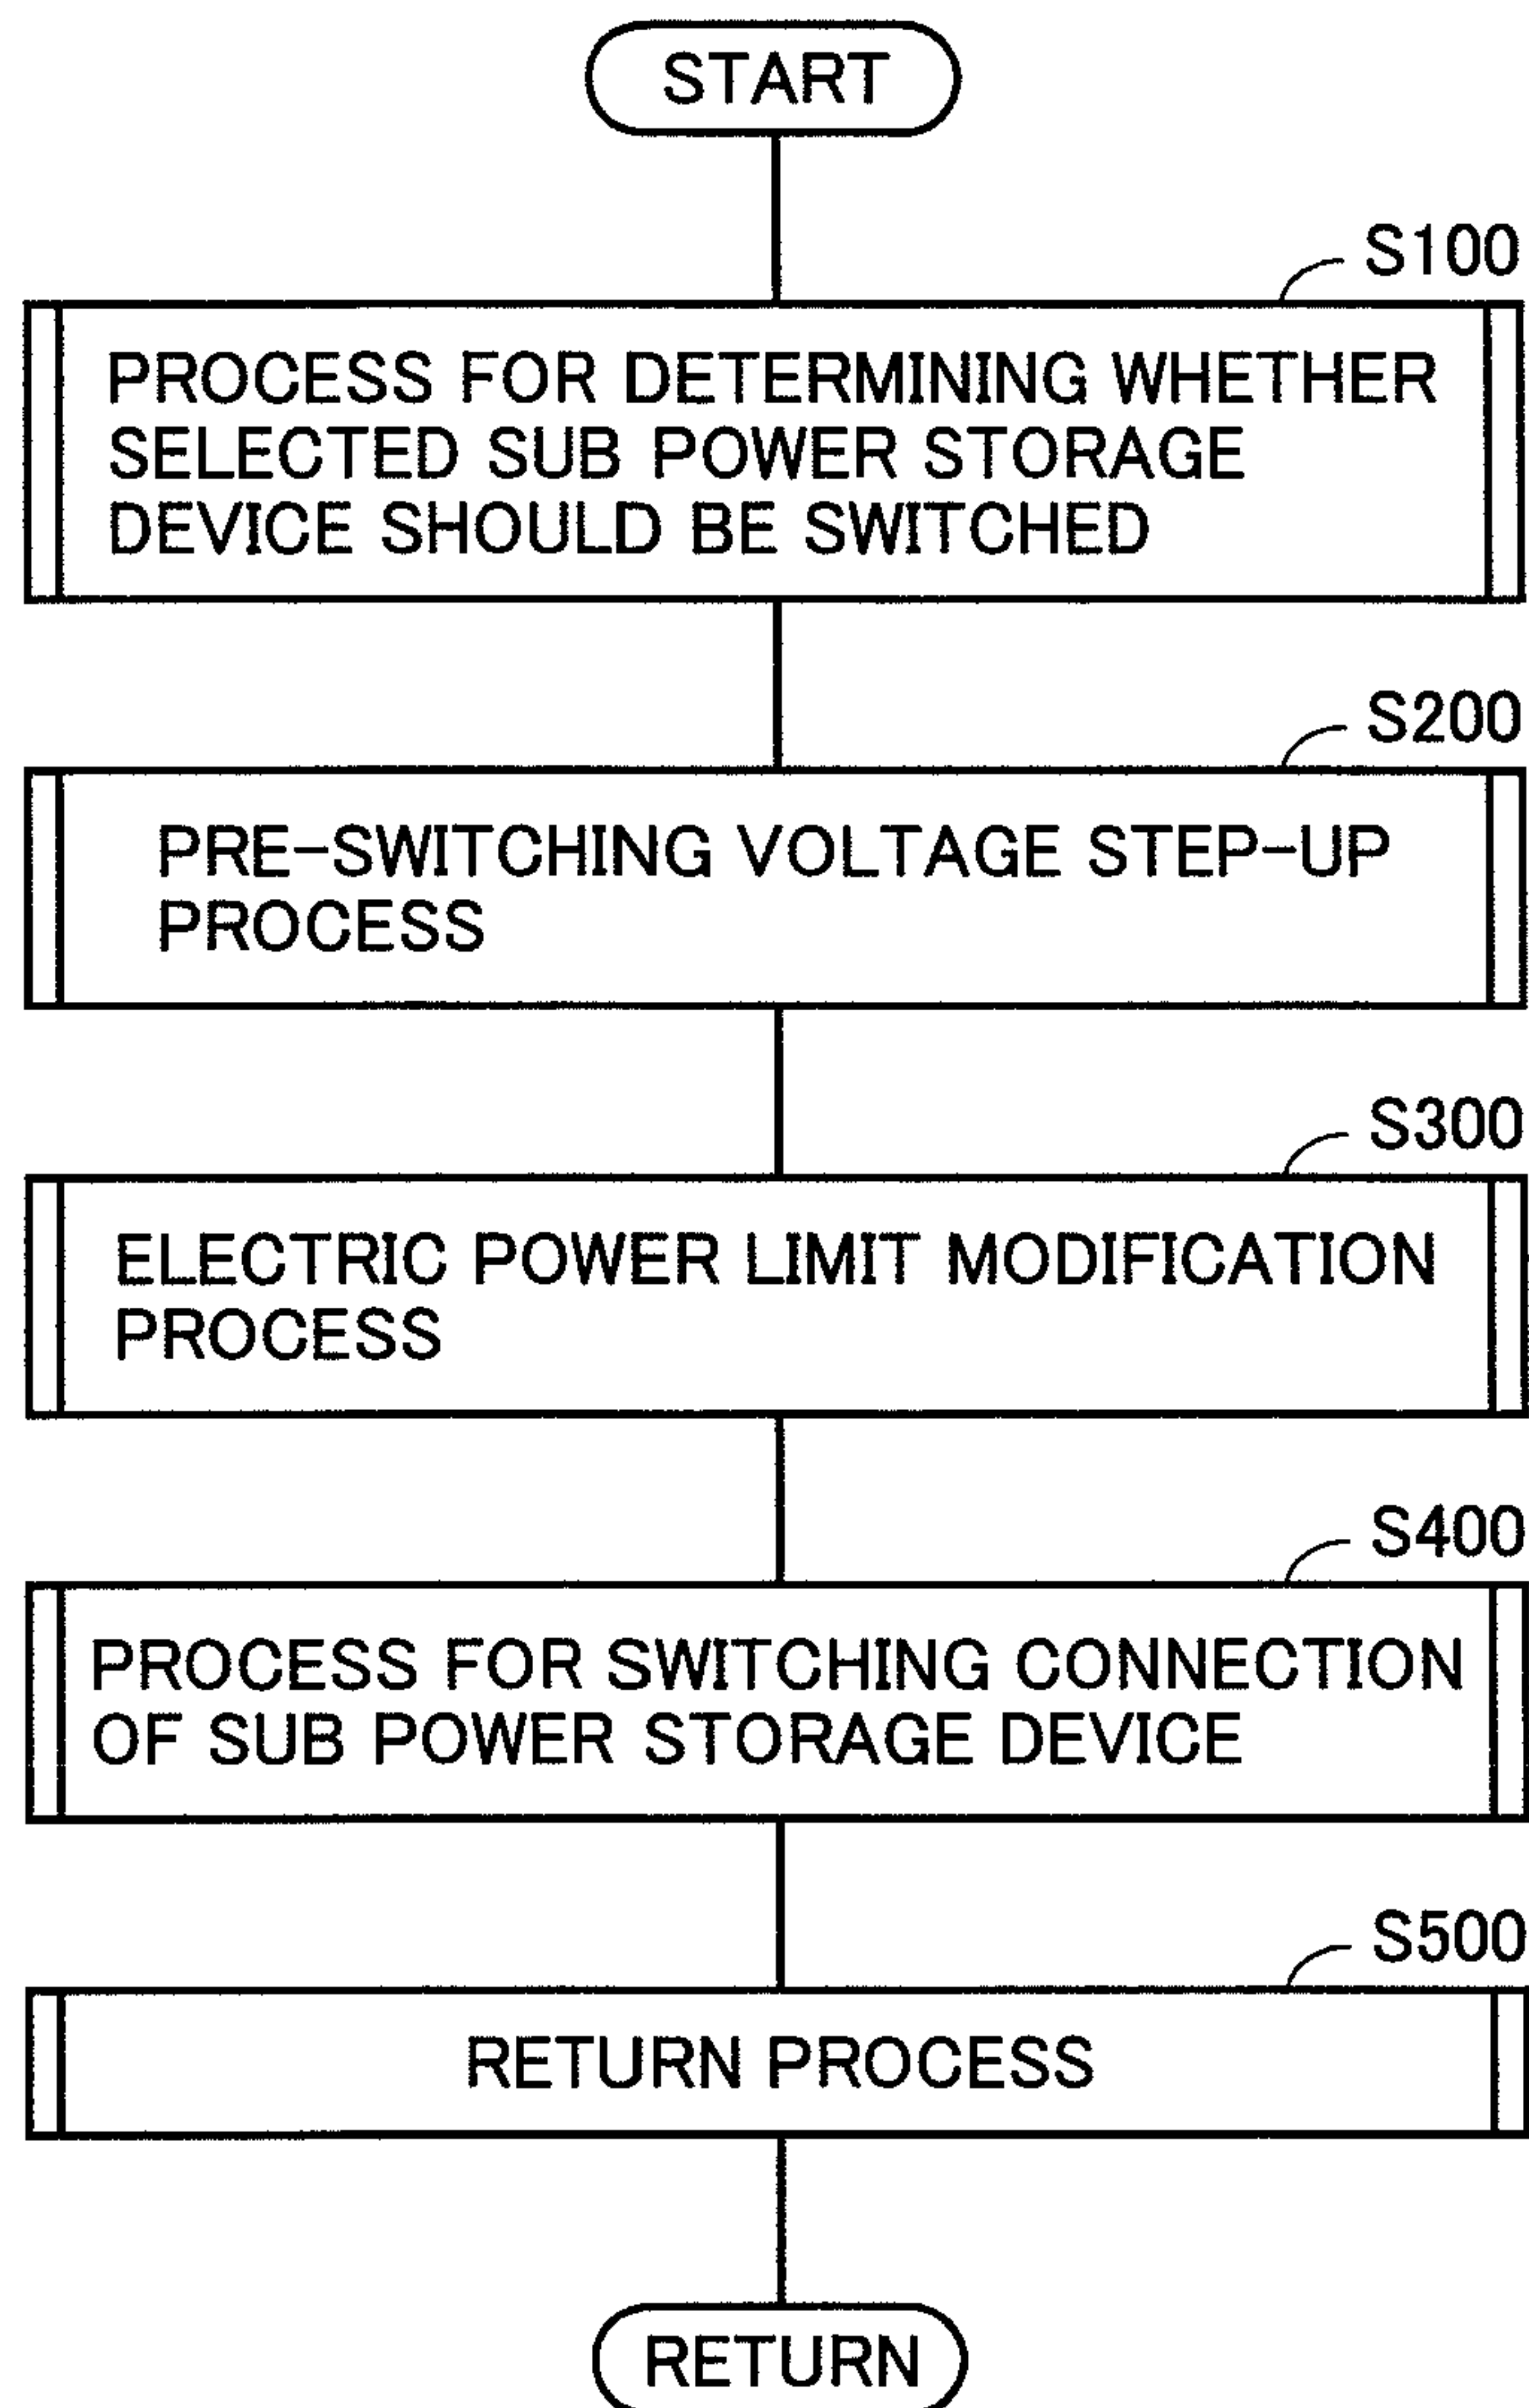 START
S100
PROCESS FOR DETERMINING WHETHER
SELECTED SUB POWER STORAGE
DEVICE SHOULD BE SWITCHED
S200
PRE-SWITCHING VOLTAGE STEP-UP
PROCESS
S300
ELECTRIC POWER LIMIT MODIFICATION
PROCESS
S400
PROCESS FOR SWITCHING CONNECTION
OF SUB POWER STORAGE DEVICE
S500
RETURN PROCESS
RETURN